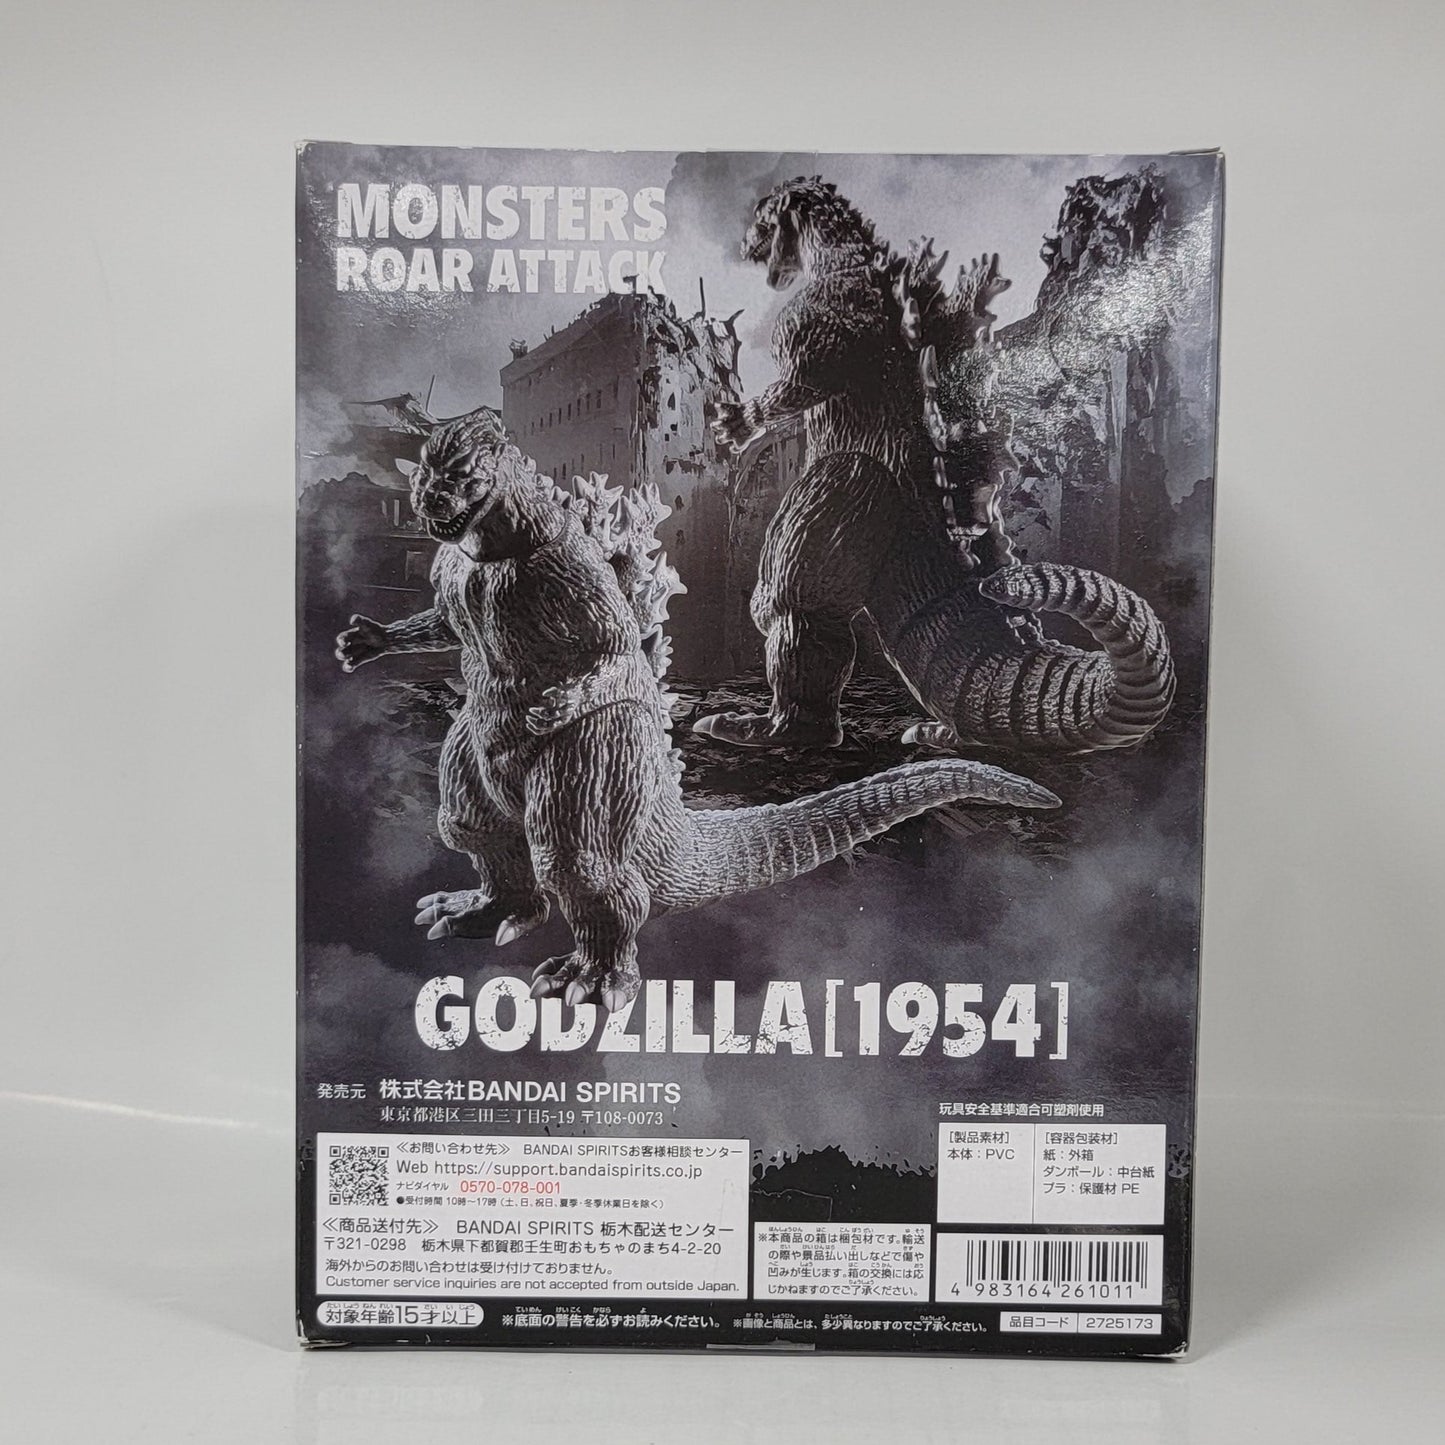 MONSTERS
ROAR ATTACK
GODZILLA[1954]
発売元 株式会社BANDAI SPIRITS
東京都港区三田三丁目5-19 〒108-0073
≪お問い合わせ先≫ BANDAI SPIRITSお客様相談センター
Web https://support.bandaispirits.co.jp
ナビダイヤル 0570-078-001
●受付時間 10時〜17時（土、日、祝日、夏季・冬季休業日を除く）
≪商品送付先≫ BANDAI SPIRITS 栃木配送センター
〒321-0298 栃木県下都賀郡壬生町おもちゃのまち4-2-20
海外からのお問い合わせは受け付けておりません。
Customer service inquiries are not accepted from outside Japan.
対象年齢15才以上
※底面の警告を必ずお読みください。
※本商品の箱は梱包材です。輸送
の際や景品払い出しなどで傷や
凹みが生じます。箱の交換には応
じかねますのでご了承ください。
※画像と商品とは、多少異なりますのでご了承ください。
玩具安全基準適合可塑剤使用
［製品素材］
本体：PVC
［容器包装材］
紙：外箱
ダンボール：中台紙
プラ：保護材 PE
4 983164 261011
品目コード 2725173